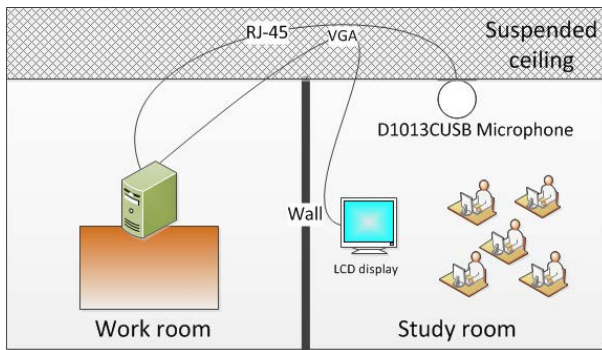 RJ-45
VGA
Suspended
ceiling
D1013CUSB Microphone
Wall
LCD display
Work room
Study room